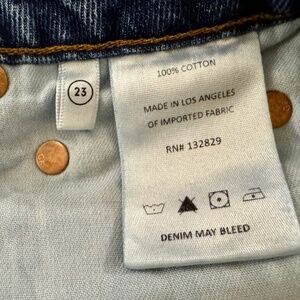 23
100% COTTON
MADE IN LOS ANGELES
OF IMPORTED FABRIC
RN# 132829
DENIM MAY BLEED